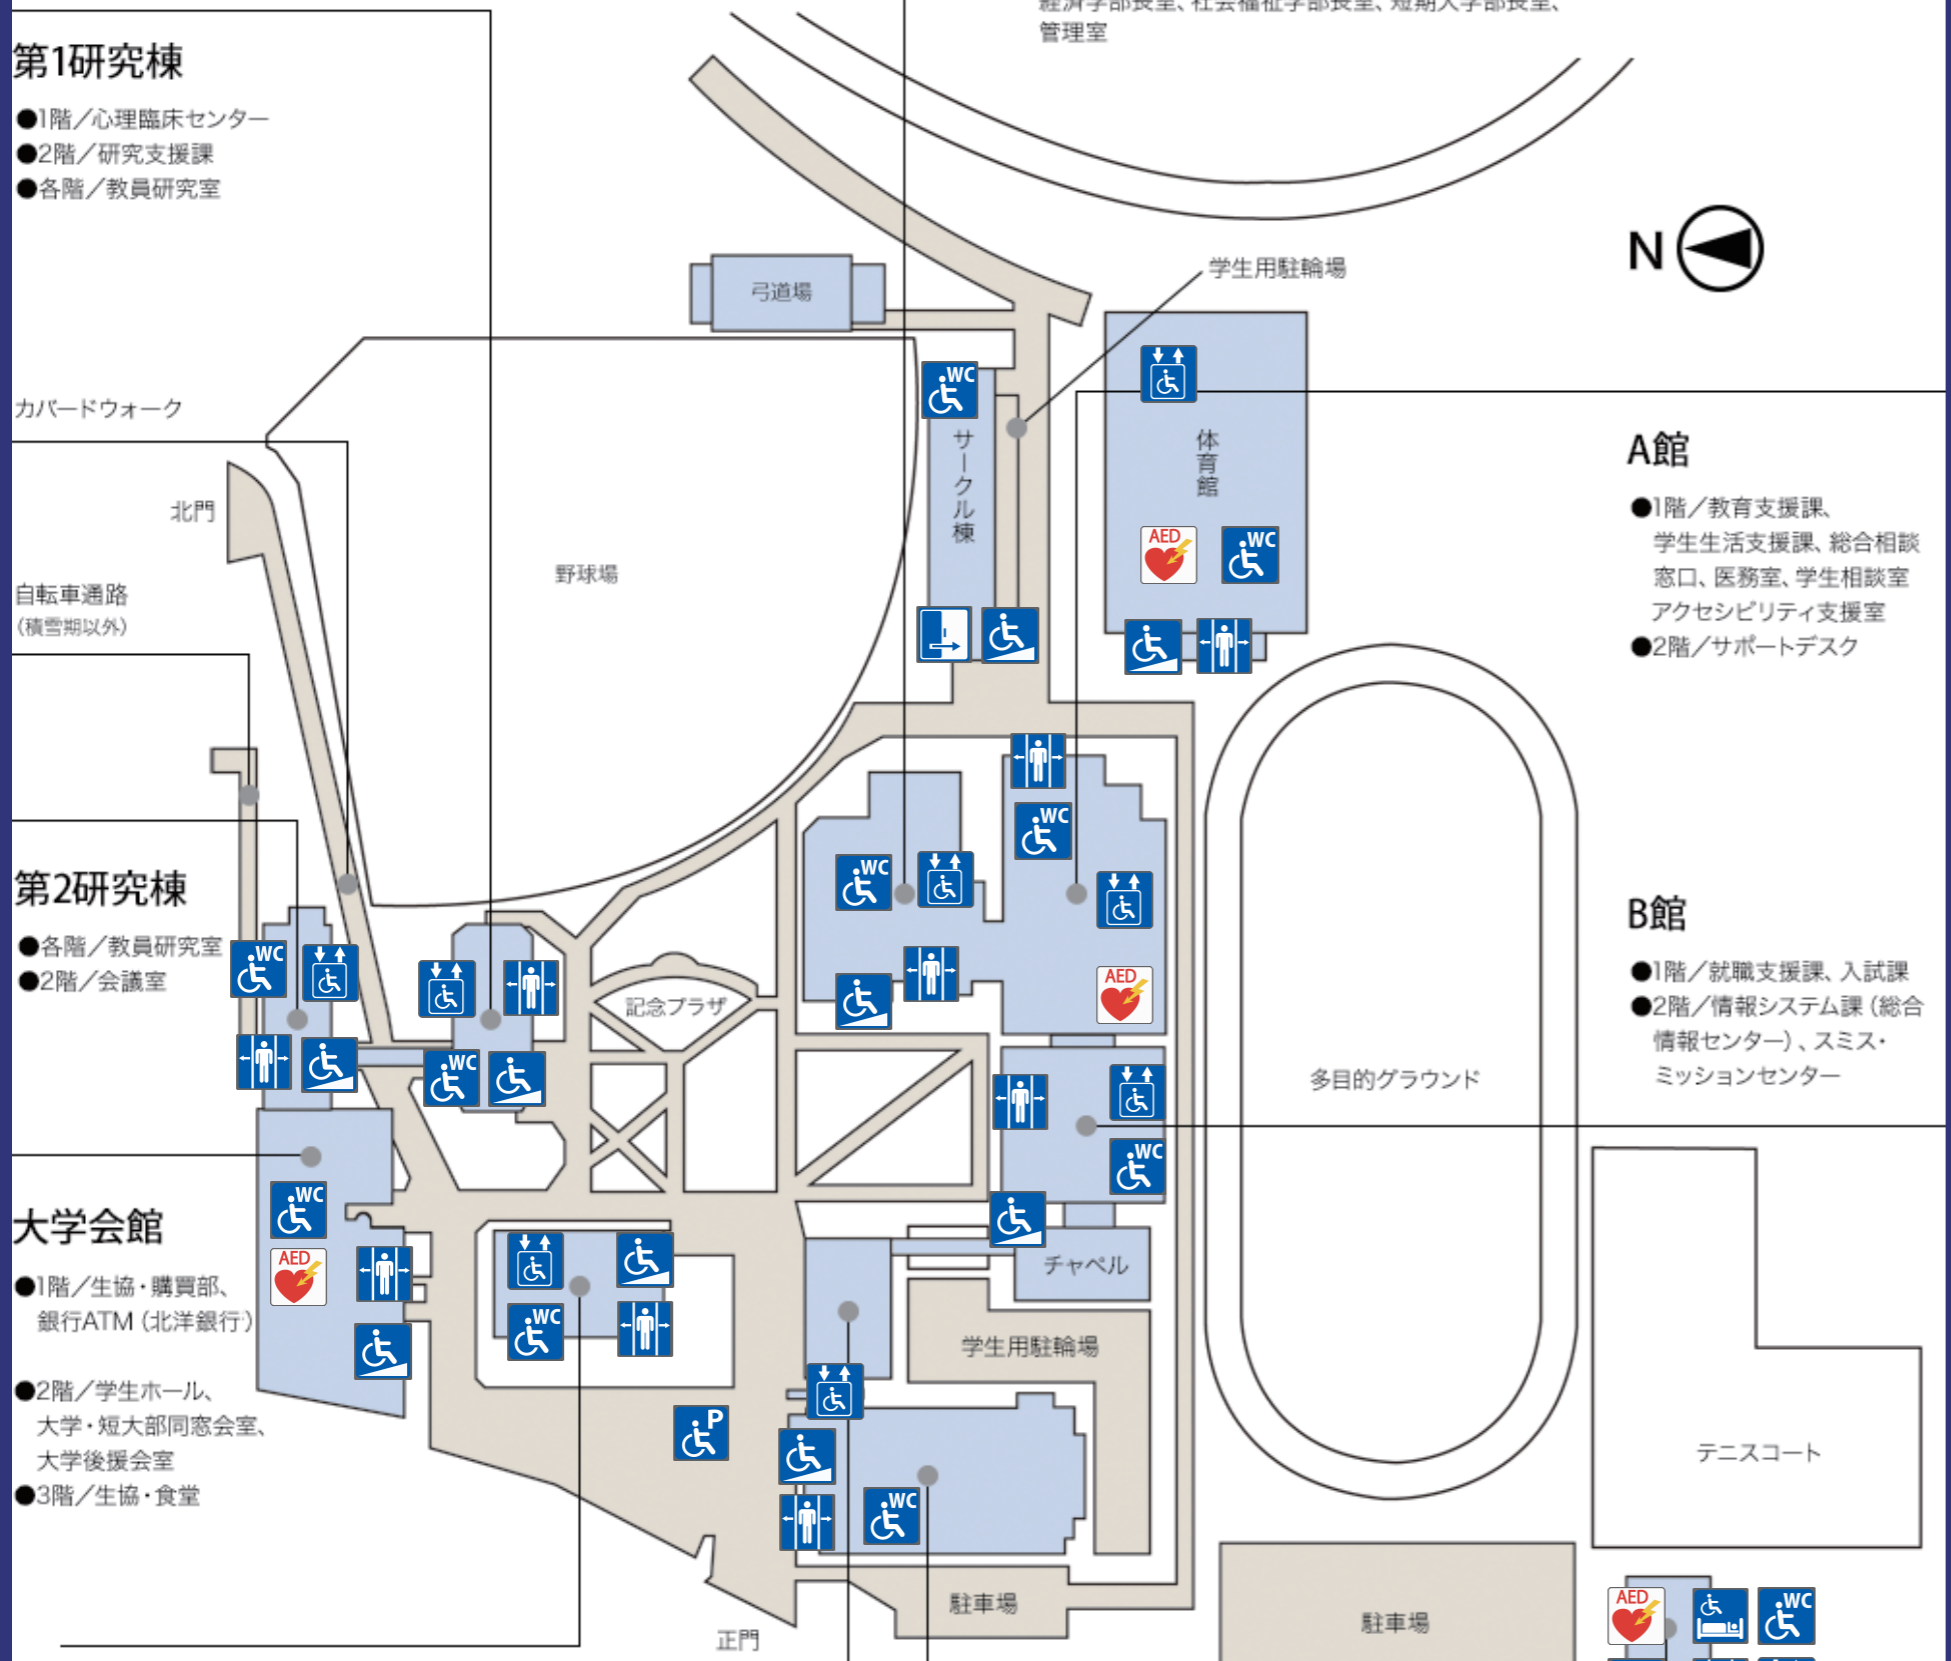 経済学部長室、社会福祉学部長室、短期大学部長室、
管理室
第1研究棟
●1階／心理臨床センター
●2階／研究支援課
●各階／教員研究室
N
学生用駐輪場
弓道場
カバードウォーク
WC
サークル棟
体育館
A館
●1階／教育支援課、
学生生活支援課、総合相談
窓口、医務室、学生相談室
アクセシビリティ支援室
●2階／サポートデスク
北門
野球場
AED
WC
自転車通路
（積雪期以外）
WC
WC
第2研究棟
●各階／教員研究室
●2階／会議室
WC
記念プラザ
AED
B館
●1階／就職支援課、入試課
●2階／情報システム課（総合
情報センター）、スミス・
ミッションセンター
WC
多目的グラウンド
WC
大学会館
●1階／生協・購買部、
銀行ATM（北洋銀行）
●2階／学生ホール、
大学・短大部同窓会室、
大学後援会室
●3階／生協・食堂
WC
AED
チャペル
WC
学生用駐輪場
P
テニスコート
WC
駐車場
正門
駐車場
AED
WC